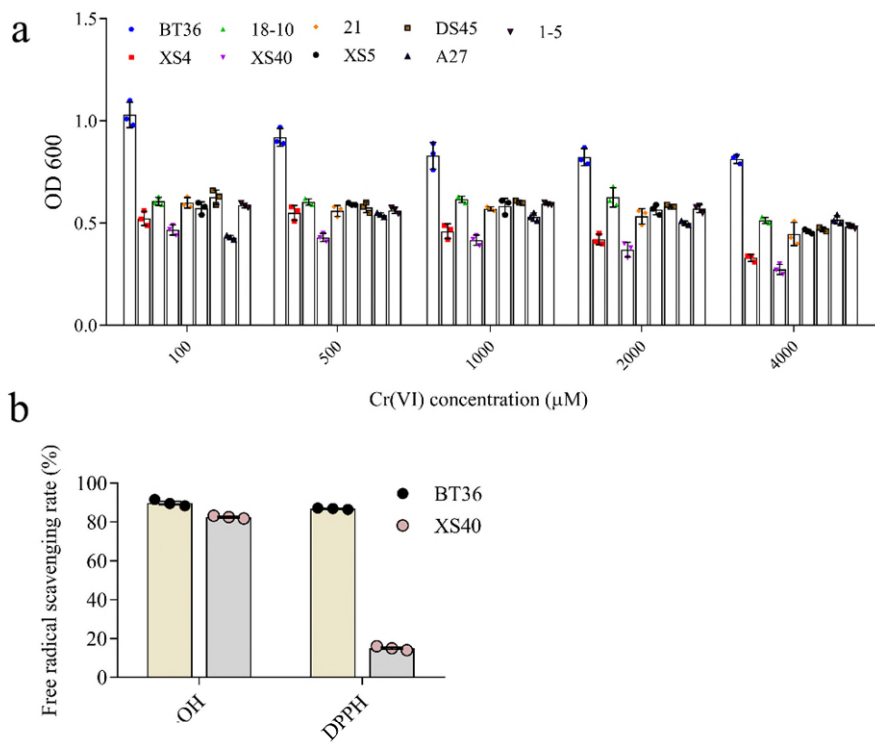 a
BT36 18-10 21 DS45 1-5
XS4 XS40 XS5 A27
OD 600
1.5
1.0
0.5
0.0
100 500 1000 2000 4000
Cr(VI) concentration (μM)
b
Free radical scavenging rate (%)
100
80
60
40
20
0
BT36
XS40
·OH DPPH